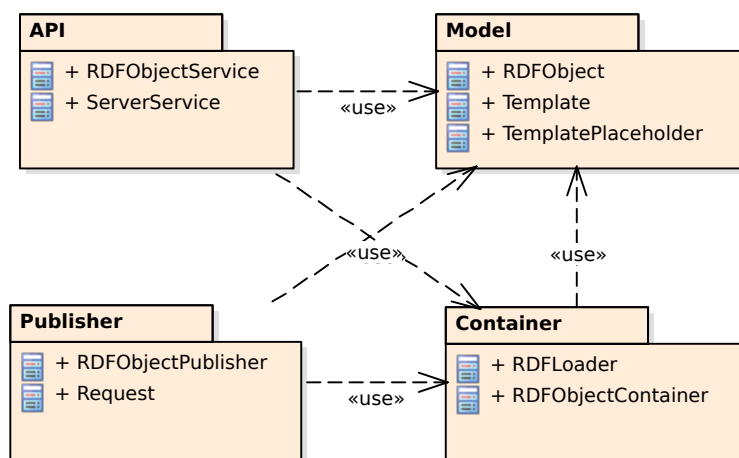 API
+ RDFObjectService
+ ServerService
Model
+ RDFObject
+ Template
+ TemplatePlaceholder
«use»
«use»
«use»
Publisher
+ RDFObjectPublisher
+ Request
Container
+ RDFLoader
+ RDFObjectContainer
«use»